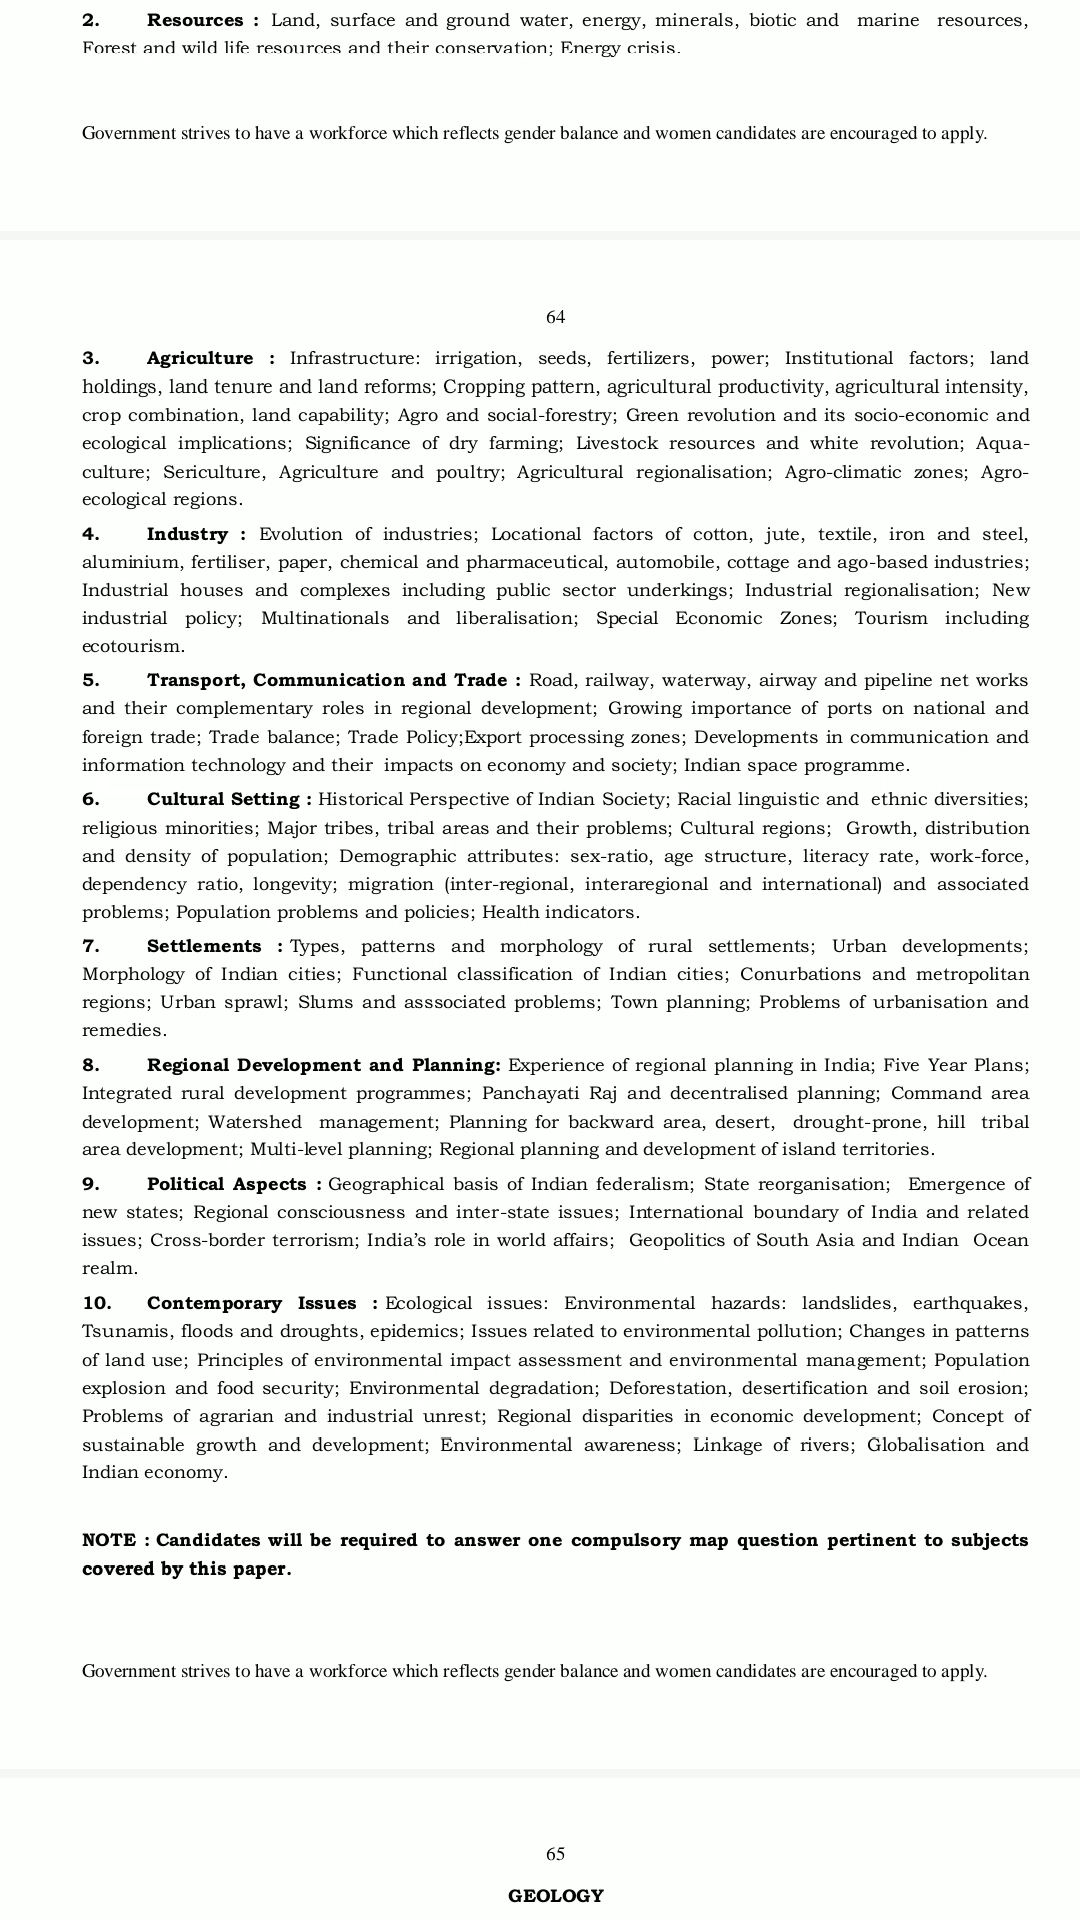 2. Resources : Land, surface and ground water, energy, minerals, biotic and marine resources,
Forest and wild life resources and their conservation; Energy crisis.
Government strives to have a workforce which reflects gender balance and women candidates are encouraged to apply.
64
3. Agriculture : Infrastructure: irrigation, seeds, fertilizers, power; Institutional factors; land
holdings, land tenure and land reforms; Cropping pattern, agricultural productivity, agricultural intensity,
crop combination, land capability; Agro and social-forestry; Green revolution and its socio-economic and
ecological implications; Significance of dry farming; Livestock resources and white revolution; Aqua-
culture; Sericulture, Agriculture and poultry; Agricultural regionalisation; Agro-climatic zones; Agro-
ecological regions.
4. Industry : Evolution of industries; Locational factors of cotton, jute, textile, iron and steel,
aluminium, fertiliser, paper, chemical and pharmaceutical, automobile, cottage and ago-based industries;
Industrial houses and complexes including public sector underkings; Industrial regionalisation; New
industrial policy; Multinationals and liberalisation; Special Economic Zones; Tourism including
ecotourism.
5. Transport, Communication and Trade : Road, railway, waterway, airway and pipeline net works
and their complementary roles in regional development; Growing importance of ports on national and
foreign trade; Trade balance; Trade Policy;Export processing zones; Developments in communication and
information technology and their impacts on economy and society; Indian space programme.
6. Cultural Setting : Historical Perspective of Indian Society; Racial linguistic and ethnic diversities;
religious minorities; Major tribes, tribal areas and their problems; Cultural regions; Growth, distribution
and density of population; Demographic attributes: sex-ratio, age structure, literacy rate, work-force,
dependency ratio, longevity; migration (inter-regional, interaregional and international) and associated
problems; Population problems and policies; Health indicators.
7. Settlements : Types, patterns and morphology of rural settlements; Urban developments;
Morphology of Indian cities; Functional classification of Indian cities; Conurbations and metropolitan
regions; Urban sprawl; Slums and asssociated problems; Town planning; Problems of urbanisation and
remedies.
8. Regional Development and Planning: Experience of regional planning in India; Five Year Plans;
Integrated rural development programmes; Panchayati Raj and decentralised planning; Command area
development; Watershed management; Planning for backward area, desert, drought-prone, hill tribal
area development; Multi-level planning; Regional planning and development of island territories.
9. Political Aspects : Geographical basis of Indian federalism; State reorganisation; Emergence of
new states; Regional consciousness and inter-state issues; International boundary of India and related
issues; Cross-border terrorism; India’s role in world affairs; Geopolitics of South Asia and Indian Ocean
realm.
10. Contemporary Issues : Ecological issues: Environmental hazards: landslides, earthquakes,
Tsunamis, floods and droughts, epidemics; Issues related to environmental pollution; Changes in patterns
of land use; Principles of environmental impact assessment and environmental management; Population
explosion and food security; Environmental degradation; Deforestation, desertification and soil erosion;
Problems of agrarian and industrial unrest; Regional disparities in economic development; Concept of
sustainable growth and development; Environmental awareness; Linkage of rivers; Globalisation and
Indian economy.
NOTE : Candidates will be required to answer one compulsory map question pertinent to subjects
covered by this paper.
Government strives to have a workforce which reflects gender balance and women candidates are encouraged to apply.
65
GEOLOGY